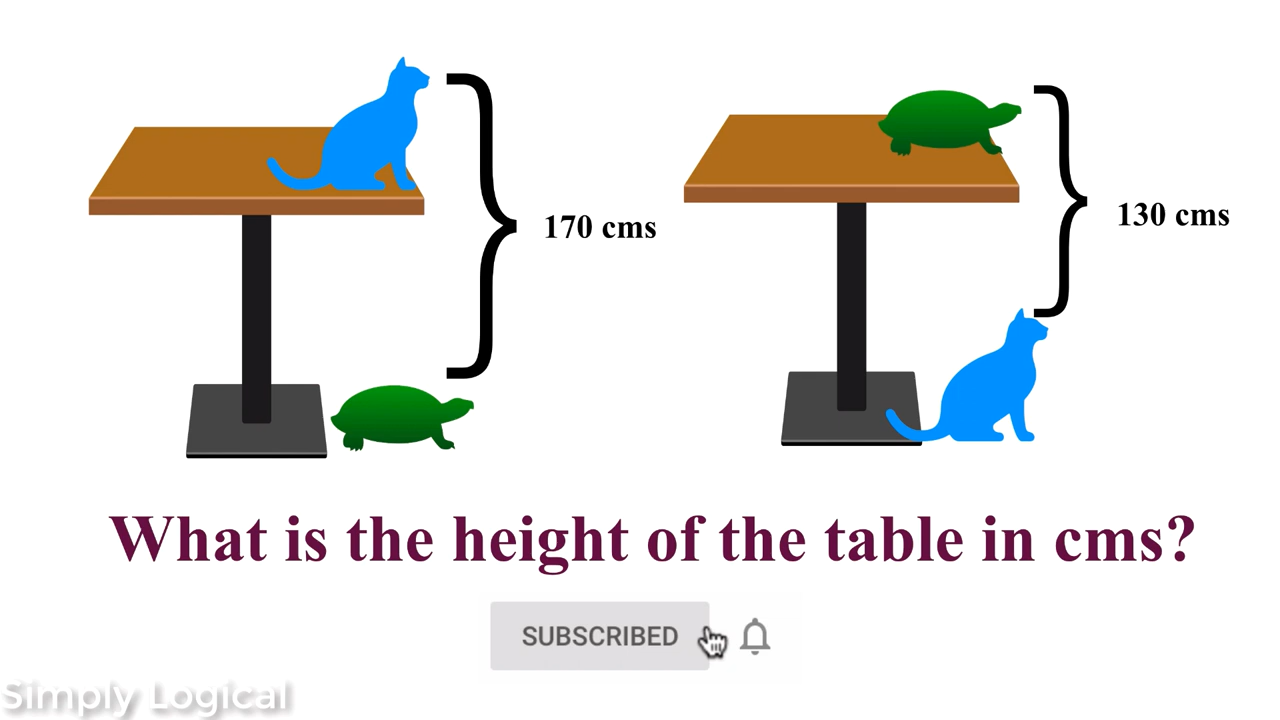 170 cms
130 cms
What is the height of the table in cms?
SUBSCRIBED
Simply Logical